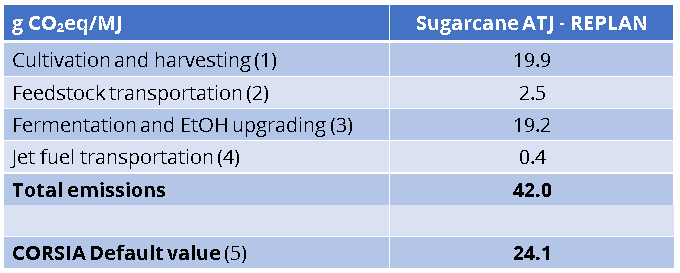 g CO₂eq/MJ Sugarcane ATJ - REPLAN
Cultivation and harvesting (1) 19.9
Feedstock transportation (2) 2.5
Fermentation and EtOH upgrading (3) 19.2
Jet fuel transportation (4) 0.4
Total emissions 42.0
CORSIA Default value (5) 24.1